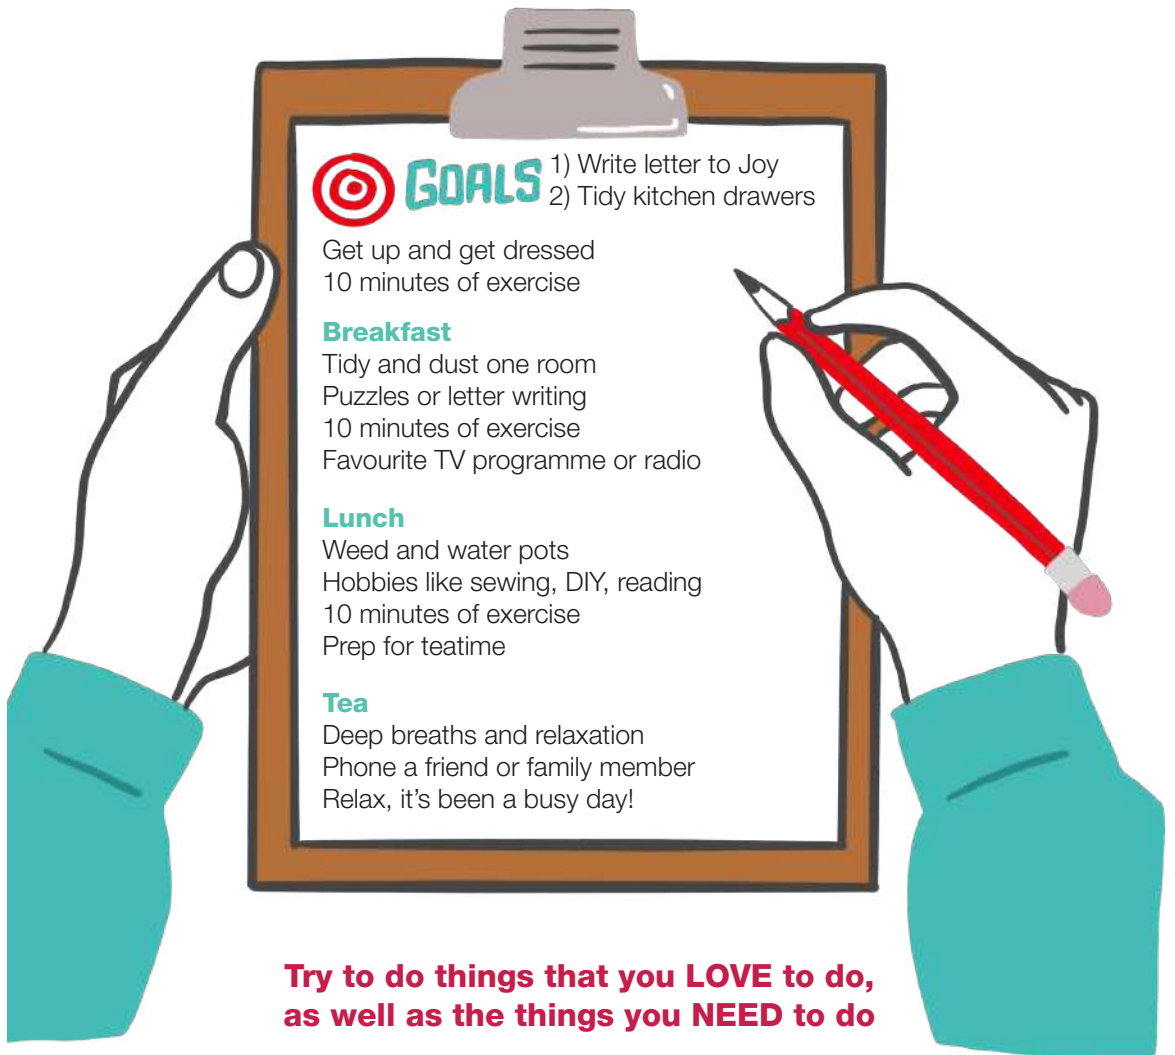 GOALS 1) Write letter to Joy
2) Tidy kitchen drawers
Get up and get dressed
10 minutes of exercise
Breakfast
Tidy and dust one room
Puzzles or letter writing
10 minutes of exercise
Favourite TV programme or radio
Lunch
Weed and water pots
Hobbies like sewing, DIY, reading
10 minutes of exercise
Prep for teatime
Tea
Deep breaths and relaxation
Phone a friend or family member
Relax, it's been a busy day!
Try to do things that you LOVE to do,
as well as the things you NEED to do